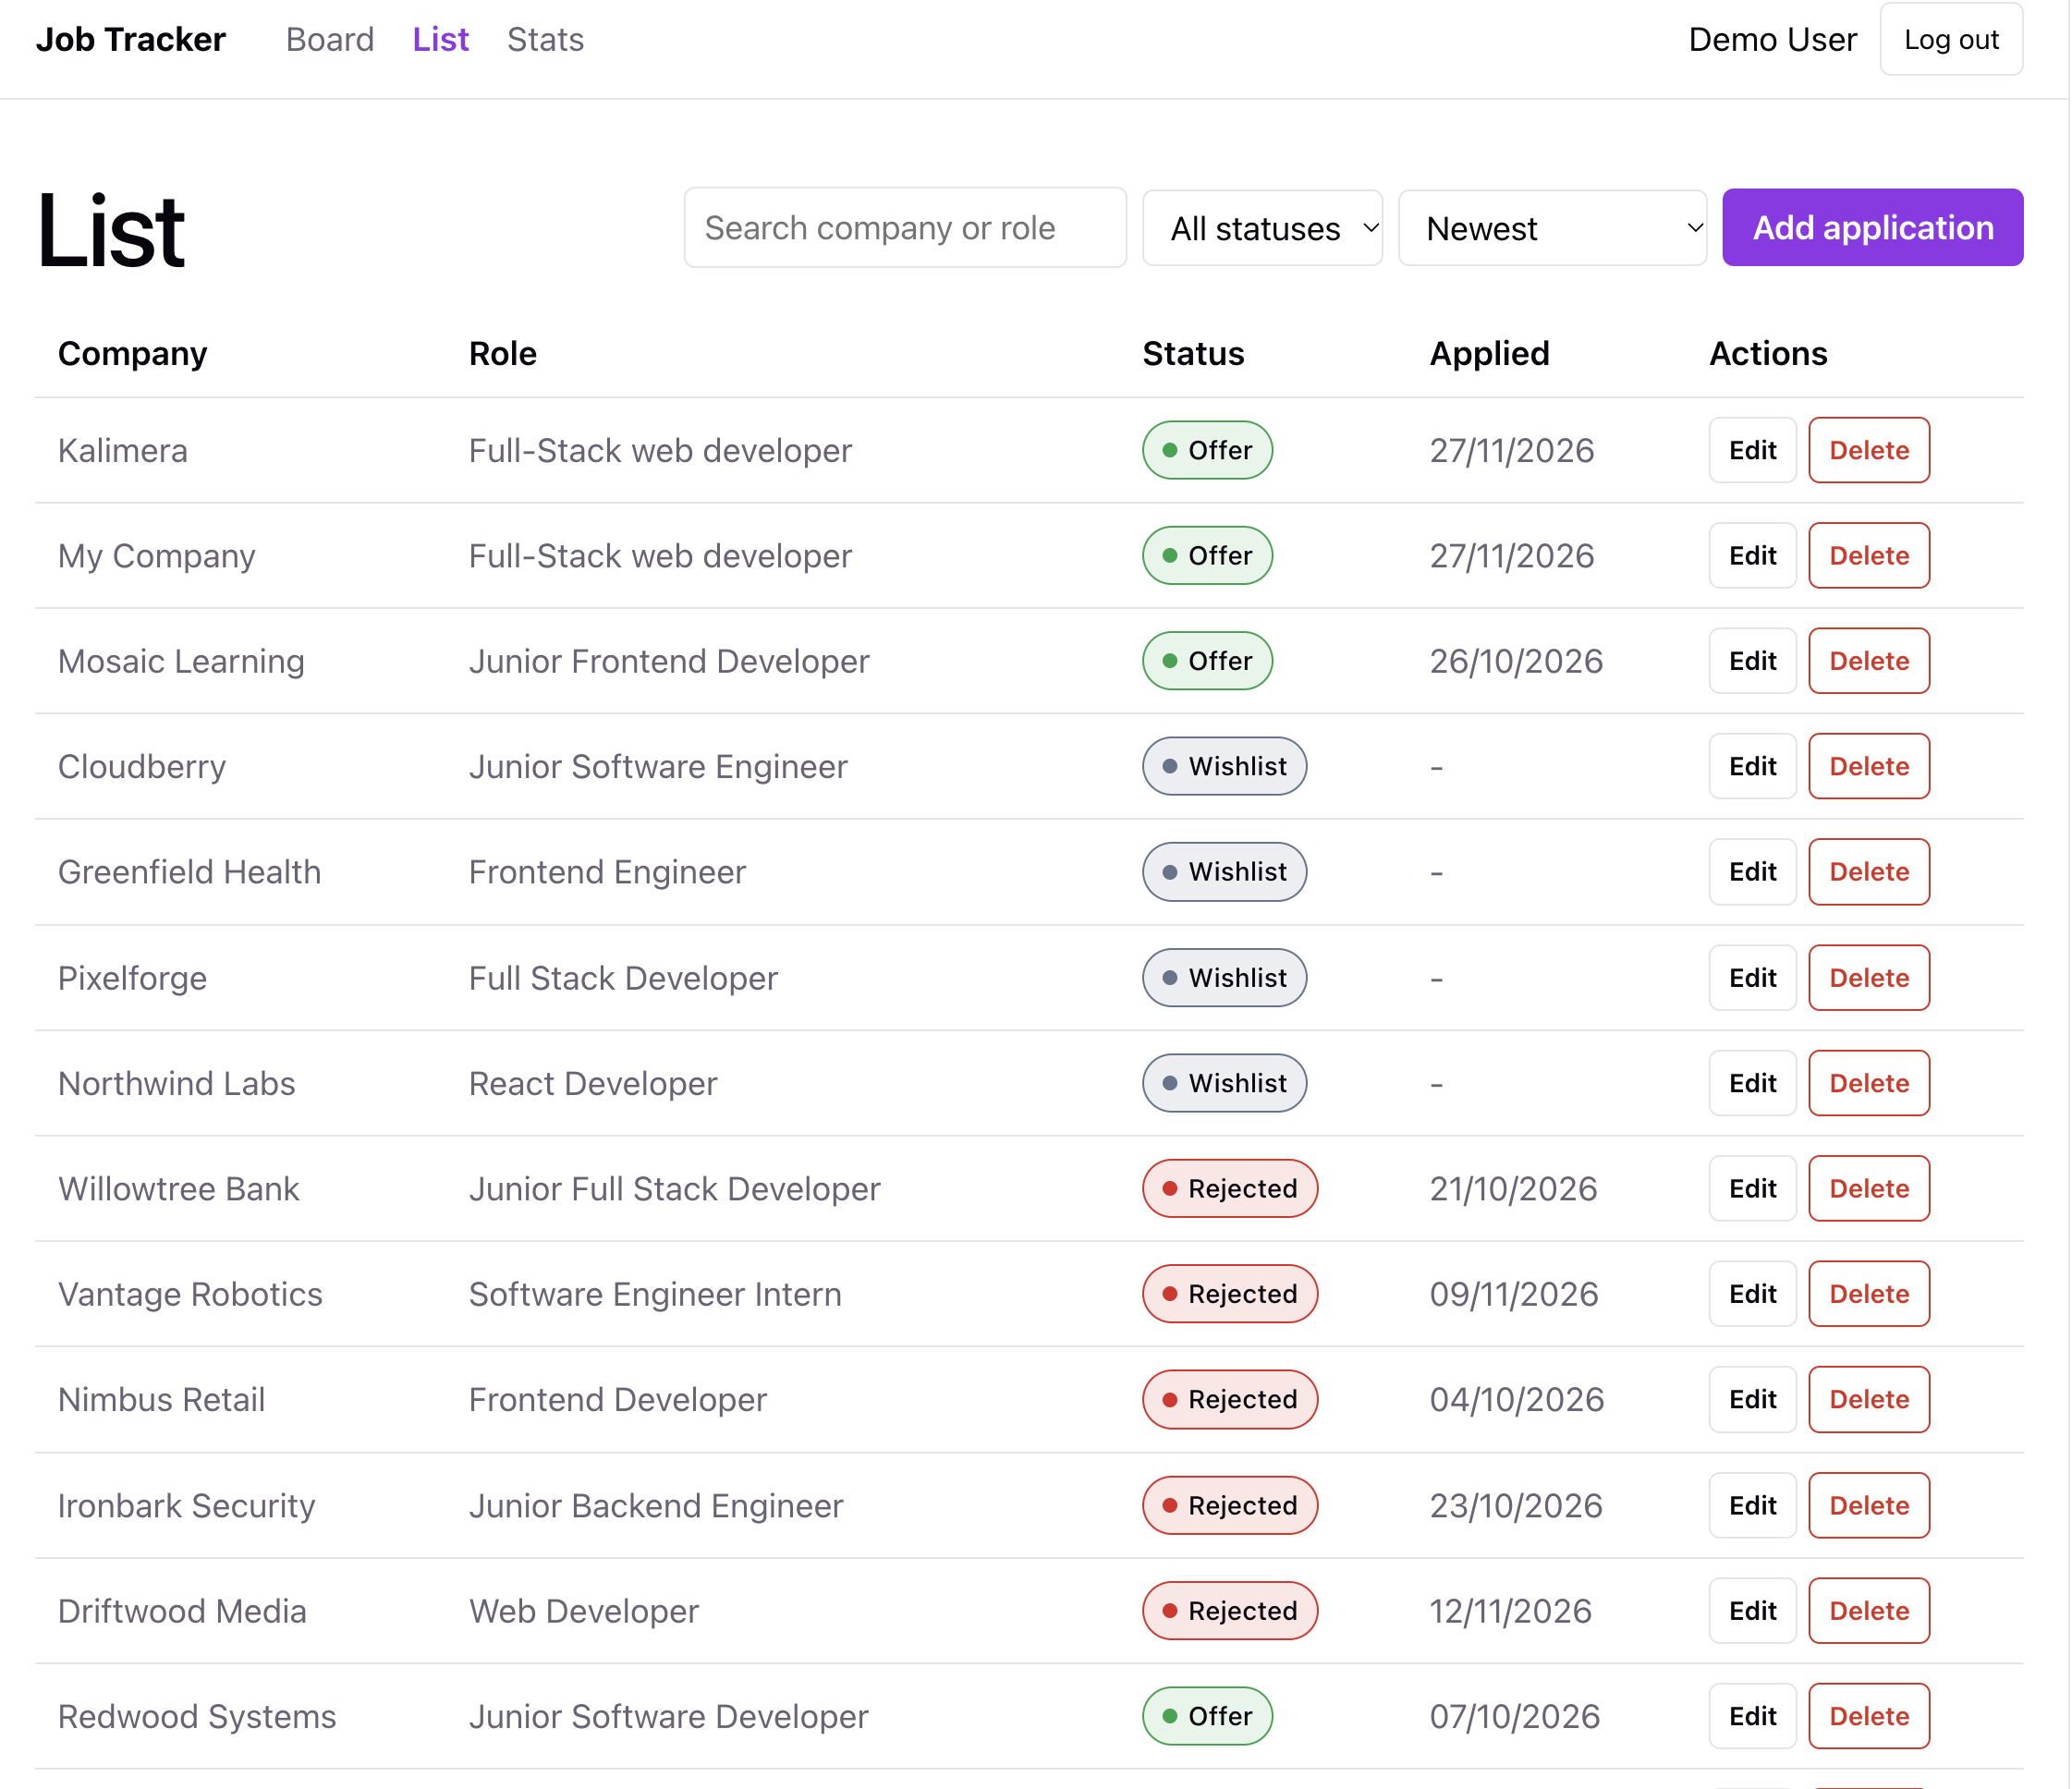 Job Tracker Board List Stats Demo User Log out
List Search company or role All statuses Newest Add application
Company Role Status Applied Actions
Kalimera Full-Stack web developer Offer 27/11/2026 Edit Delete
My Company Full-Stack web developer Offer 27/11/2026 Edit Delete
Mosaic Learning Junior Frontend Developer Offer 26/10/2026 Edit Delete
Cloudberry Junior Software Engineer Wishlist - Edit Delete
Greenfield Health Frontend Engineer Wishlist - Edit Delete
Pixelforge Full Stack Developer Wishlist - Edit Delete
Northwind Labs React Developer Wishlist - Edit Delete
Willowtree Bank Junior Full Stack Developer Rejected 21/10/2026 Edit Delete
Vantage Robotics Software Engineer Intern Rejected 09/11/2026 Edit Delete
Nimbus Retail Frontend Developer Rejected 04/10/2026 Edit Delete
Ironbark Security Junior Backend Engineer Rejected 23/10/2026 Edit Delete
Driftwood Media Web Developer Rejected 12/11/2026 Edit Delete
Redwood Systems Junior Software Developer Offer 07/10/2026 Edit Delete